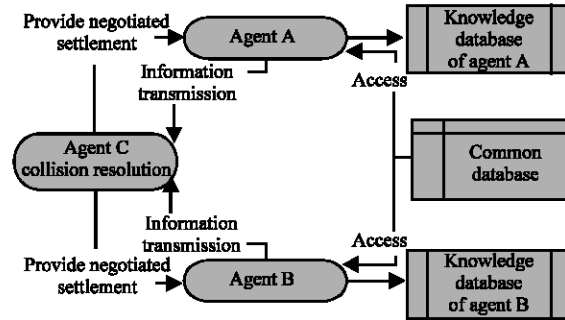 Provide negotiated
settlement
Agent A
Knowledge
database
of agent A
Information
transmission
Access
Agent C
collision resolution
Common
database
Information
transmission
Access
Provide negotiated
settlement
Agent B
Knowledge
database
of agent B